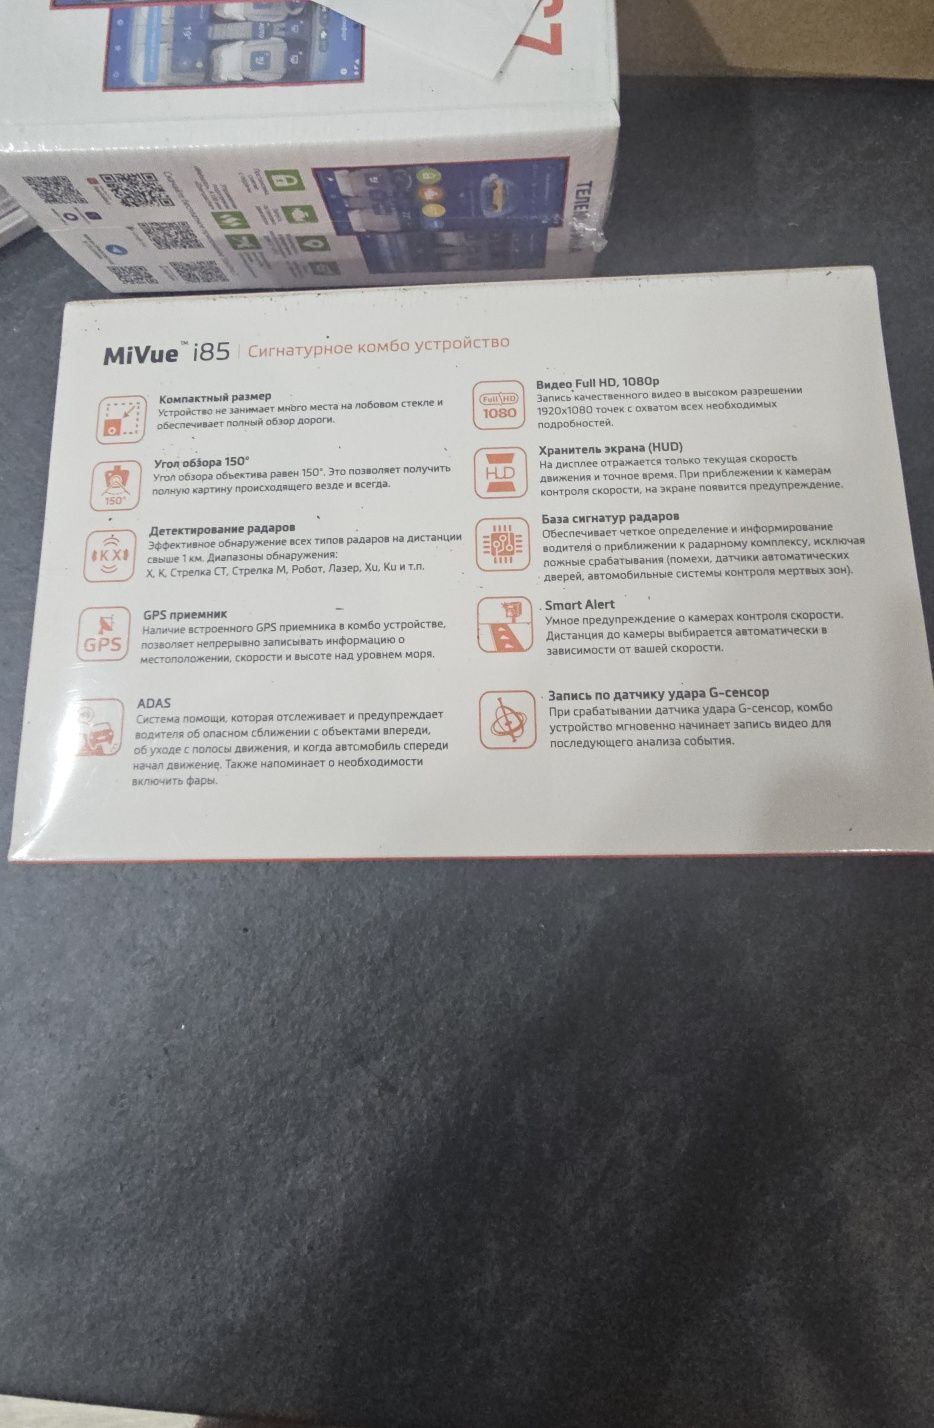 MiVue™ i85 | Сигнатурное комбо устройство
Компактный размер
Устройство не занимает много места на лобовом стекле и
обеспечивает полный обзор дороги.
150°
Угол обзора 150°
Угол обзора объектива равен 150°. Это позволяет получить
полную картину происходящего везде и всегда.
K X
Детектирование радаров
Эффективное обнаружение всех типов радаров на дистанции
свыше 1 км. Диапазоны обнаружения:
X, K, Стрелка СТ, Стрелка М, Робот, Лазер, Xu, Ku и т.п.
GPS
GPS приемник
Наличие встроенного GPS приемника в комбо устройстве,
позволяет непрерывно записывать информацию о
местоположении, скорости и высоте над уровнем моря.
ADAS
Система помощи, которая отслеживает и предупреждает
водителя об опасном сближении с объектами впереди,
об уходе с полосы движения, и когда автомобиль спереди
начал движение. Также напоминает о необходимости
включить фары.
Full HD
1080
Видео Full HD, 1080p
Запись качественного видео в высоком разрешении
1920x1080 точек с охватом всех необходимых
подробностей.
HUD
Хранитель экрана (HUD)
На дисплее отражается только текущая скорость
движения и точное время. При приближении к камерам
контроля скорости, на экране появится предупреждение.
База сигнатур радаров
Обеспечивает четкое определение и информирование
водителя о приближении к радарному комплексу, исключая
ложные срабатывания (помехи, датчики автоматических
дверей, автомобильные системы контроля мертвых зон).
Smart Alert
Умное предупреждение о камерах контроля скорости.
Дистанция до камеры выбирается автоматически в
зависимости от вашей скорости.
Запись по датчику удара G-сенсор
При срабатывании датчика удара G-сенсор, комбо
устройство мгновенно начинает запись видео для
последующего анализа события.